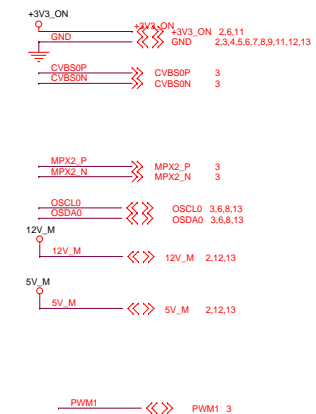 +3V3_ON
+3V3_ON +3V3_ON 2,6,11
GND GND 2,3,4,5,6,7,8,9,11,12,13
CVBS0P CVBS0P 3
CVBS0N CVBS0N 3
MPX2_P MPX2_P 3
MPX2_N MPX2_N 3
OSCL0 OSCL0 3,6,8,13
OSDA0 OSDA0 3,6,8,13
12V_M
12V_M 12V_M 2,12,13
5V_M
5V_M 5V_M 2,12,13
PWM1 PWM1 3